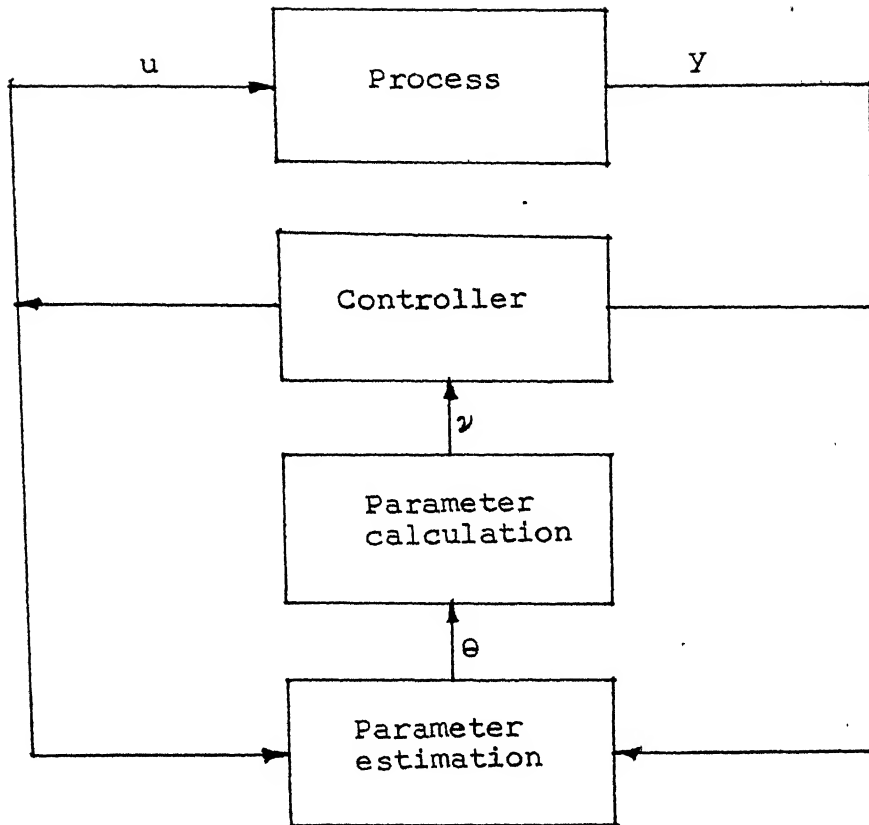 u
Process
y
Controller
ν
Parameter
calculation
θ
Parameter
estimation